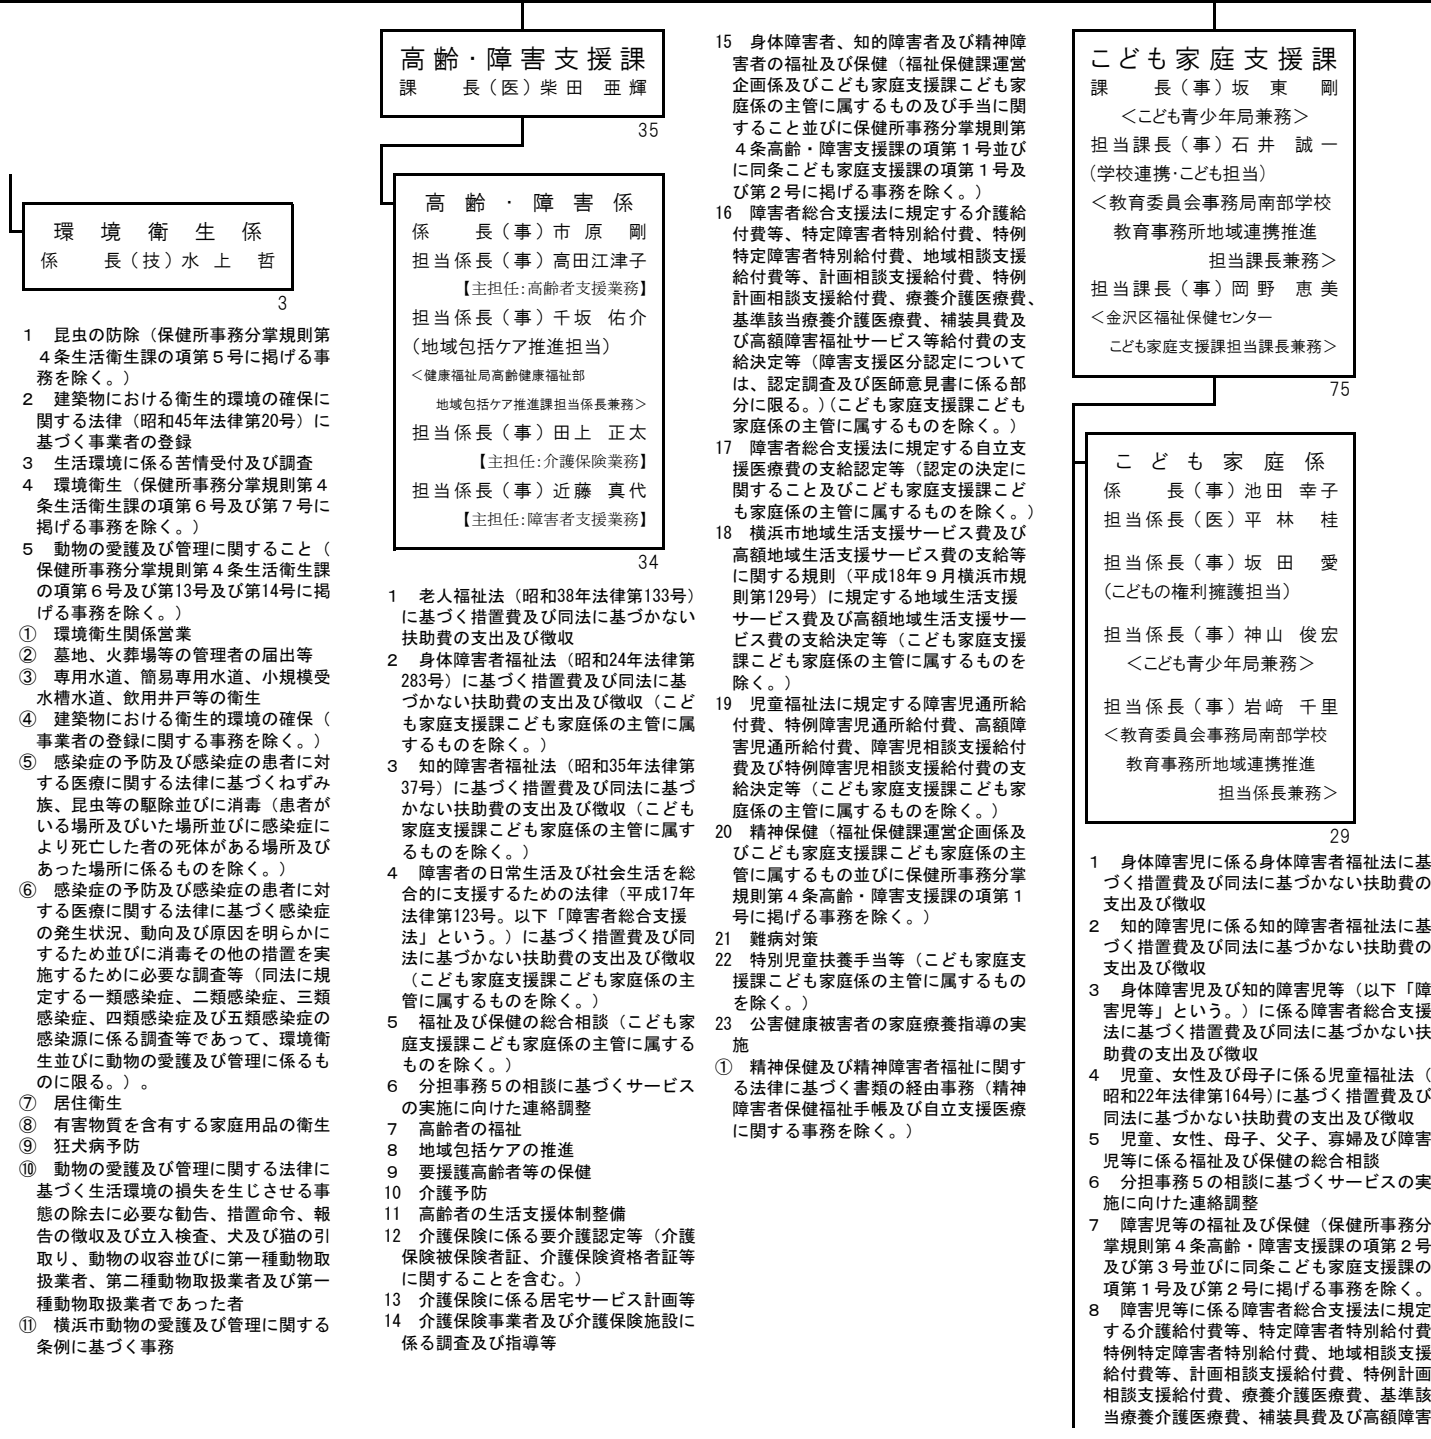 環境衛生係
係　長（技）水上　哲
3
1　昆虫の防除（保健所事務分掌規則第
４条生活衛生課の項第５号に掲げる事
務を除く。）
2　建築物における衛生的環境の確保に
関する法律（昭和45年法律第20号）に
基づく事業者の登録
3　生活環境に係る苦情受付及び調査
4　環境衛生（保健所事務分掌規則第４
条生活衛生課の項第６号及び第７号に
掲げる事務を除く。）
5　動物の愛護及び管理に関すること（
保健所事務分掌規則第４条生活衛生課
の項第６号及び第13号及び第14号に掲
げる事務を除く。）
①　環境衛生関係営業
②　墓地、火葬場等の管理者の届出等
③　専用水道、簡易専用水道、小規模受
水槽水道、飲用井戸等の衛生
④　建築物における衛生的環境の確保（
事業者の登録に関する事務を除く。）
⑤　感染症の予防及び感染症の患者に対
する医療に関する法律に基づくねずみ
族、昆虫等の駆除並びに消毒（患者が
いる場所及びいた場所並びに感染症に
より死亡した者の死体がある場所及び
あった場所に係るものを除く。）
⑥　感染症の予防及び感染症の患者に対
する医療に関する法律に基づく感染症
の発生状況、動向及び原因を明らかに
するため並びに消毒その他の措置を実
施するために必要な調査等（同法に規
定する一類感染症、二類感染症、三類
感染症、四類感染症及び五類感染症の
感染源に係る調査等であって、環境衛
生並びに動物の愛護及び管理に係るも
のに限る。）。
⑦　居住衛生
⑧　有害物質を含有する家庭用品の衛生
⑨　狂犬病予防
⑩　動物の愛護及び管理に関する法律に
基づく生活環境の損失を生じさせる事
態の除去に必要な勧告、措置命令、報
告の徴収及び立入検査、犬及び猫の引
取り、動物の収容並びに第一種動物取
扱業者、第二種動物取扱業者及び第一
種動物取扱業者であった者
⑪　横浜市動物の愛護及び管理に関する
条例に基づく事務
高齢・障害支援課
課　長（医）柴田　亜輝
35
高齢・障害係
係　長（事）市原　剛
担当係長（事）高田江津子
【主担任:高齢者支援業務】
担当係長（事）千坂　佑介
（地域包括ケア推進担当）
＜健康福祉局高齢健康福祉部
地域包括ケア推進課担当係長兼務＞
担当係長（事）田上　正太
【主担任:介護保険業務】
担当係長（事）近藤　真代
【主担任:障害者支援業務】
34
1　老人福祉法（昭和38年法律第133号）
に基づく措置費及び同法に基づかない
扶助費の支出及び徴収
2　身体障害者福祉法（昭和24年法律第
283号）に基づく措置費及び同法に基
づかない扶助費の支出及び徴収（こど
も家庭支援課こども家庭係の主管に属
するものを除く。）
3　知的障害者福祉法（昭和35年法律第
37号）に基づく措置費及び同法に基づ
かない扶助費の支出及び徴収（こども
家庭支援課こども家庭係の主管に属す
るものを除く。）
4　障害者の日常生活及び社会生活を総
合的に支援するための法律（平成17年
法律第123号。以下「障害者総合支援
法」という。）に基づく措置費及び同
法に基づかない扶助費の支出及び徴収
（こども家庭支援課こども家庭係の主
管に属するものを除く。）
5　福祉及び保健の総合相談（こども家
庭支援課こども家庭係の主管に属する
ものを除く。）
6　分担事務５の相談に基づくサービス
の実施に向けた連絡調整
7　高齢者の福祉
8　地域包括ケアの推進
9　要援護高齢者等の保健
10　介護予防
11　高齢者の生活支援体制整備
12　介護保険に係る要介護認定等（介護
保険被保険者証、介護保険資格者証等
に関することを含む。）
13　介護保険に係る居宅サービス計画等
14　介護保険事業者及び介護保険施設に
係る調査及び指導等
15　身体障害者、知的障害者及び精神障
害者の福祉及び保健（福祉保健課運営
企画係及びこども家庭支援課こども家
庭係の主管に属するもの及び手当に関
すること並びに保健所事務分掌規則第
４条高齢・障害支援課の項第１号並び
に同条こども家庭支援課の項第１号及
び第２号に掲げる事務を除く。）
16　障害者総合支援法に規定する介護給
付費等、特定障害者特別給付費、特例
特定障害者特別給付費、地域相談支援
給付費等、計画相談支援給付費、特例
計画相談支援給付費、療養介護医療費、
基準該当療養介護医療費、補装具費及
び高額障害福祉サービス等給付費の支
給決定等（障害支援区分認定について
は、認定調査及び医師意見書に係る部
分に限る。）（こども家庭支援課こども
家庭係の主管に属するものを除く。）
17　障害者総合支援法に規定する自立支
援医療費の支給認定等（認定の決定に
関すること及びこども家庭支援課こど
も家庭係の主管に属するものを除く。）
18　横浜市地域生活支援サービス費及び
高額地域生活支援サービス費の支給等
に関する規則（平成18年９月横浜市規
則第129号）に規定する地域生活支援
サービス費及び高額地域生活支援サー
ビス費の支給決定等（こども家庭支援
課こども家庭係の主管に属するものを
除く。）
19　児童福祉法に規定する障害児通所給
付費、特例障害児通所給付費、高額障
害児通所給付費、障害児相談支援給付
費及び特例障害児相談支援給付費の支
給決定等（こども家庭支援課こども家
庭係の主管に属するものを除く。）
20　精神保健（福祉保健課運営企画係及
びこども家庭支援課こども家庭係の主
管に属するもの並びに保健所事務分掌
規則第４条高齢・障害支援課の項第１
号に掲げる事務を除く。）
21　難病対策
22　特別児童扶養手当等（こども家庭支
援課こども家庭係の主管に属するもの
を除く。）
23　公害健康被害者の家庭療養指導の実
施
①　精神保健及び精神障害者福祉に関す
る法律に基づく書類の経由事務（精神
障害者保健福祉手帳及び自立支援医療
に関する事務を除く。）
こども家庭支援課
課　長（事）坂東　剛
＜こども青少年局兼務＞
担当課長（事）石井　誠一
（学校連携・こども担当）
＜教育委員会事務局南部学校
教育事務所地域連携推進
担当課長兼務＞
担当課長（事）岡野　恵美
＜金沢区福祉保健センター
こども家庭支援課担当課長兼務＞
75
こども家庭係
係　長（事）池田　幸子
担当係長（医）平林　桂
担当係長（事）坂田　愛
（こどもの権利擁護担当）
担当係長（事）神山　俊宏
＜こども青少年局兼務＞
担当係長（事）岩﨑　千里
＜教育委員会事務局南部学校
教育事務所地域連携推進
担当係長兼務＞
29
1　身体障害児に係る身体障害者福祉法に基
づく措置費及び同法に基づかない扶助費の
支出及び徴収
2　知的障害児に係る知的障害者福祉法に基
づく措置費及び同法に基づかない扶助費の
支出及び徴収
3　身体障害児及び知的障害児等（以下「障
害児等」という。）に係る障害者総合支援
法に基づく措置費及び同法に基づかない扶
助費の支出及び徴収
4　児童、女性及び母子に係る児童福祉法（
昭和22年法律第164号)に基づく措置費及び
同法に基づかない扶助費の支出及び徴収
5　児童、女性、母子、父子、寡婦及び障害
児等に係る福祉及び保健の総合相談
6　分担事務５の相談に基づくサービスの実
施に向けた連絡調整
7　障害児等の福祉及び保健（保健所事務分
掌規則第４条高齢・障害支援課の項第２号
及び第３号並びに同条こども家庭支援課の
項第１号及び第２号に掲げる事務を除く。
8　障害児等に係る障害者総合支援法に規定
する介護給付費等、特定障害者特別給付費
特例特定障害者特別給付費、地域相談支援
給付費等、計画相談支援給付費、特例計画
相談支援給付費、療養介護医療費、基準該
当療養介護医療費、補装具費及び高額障害